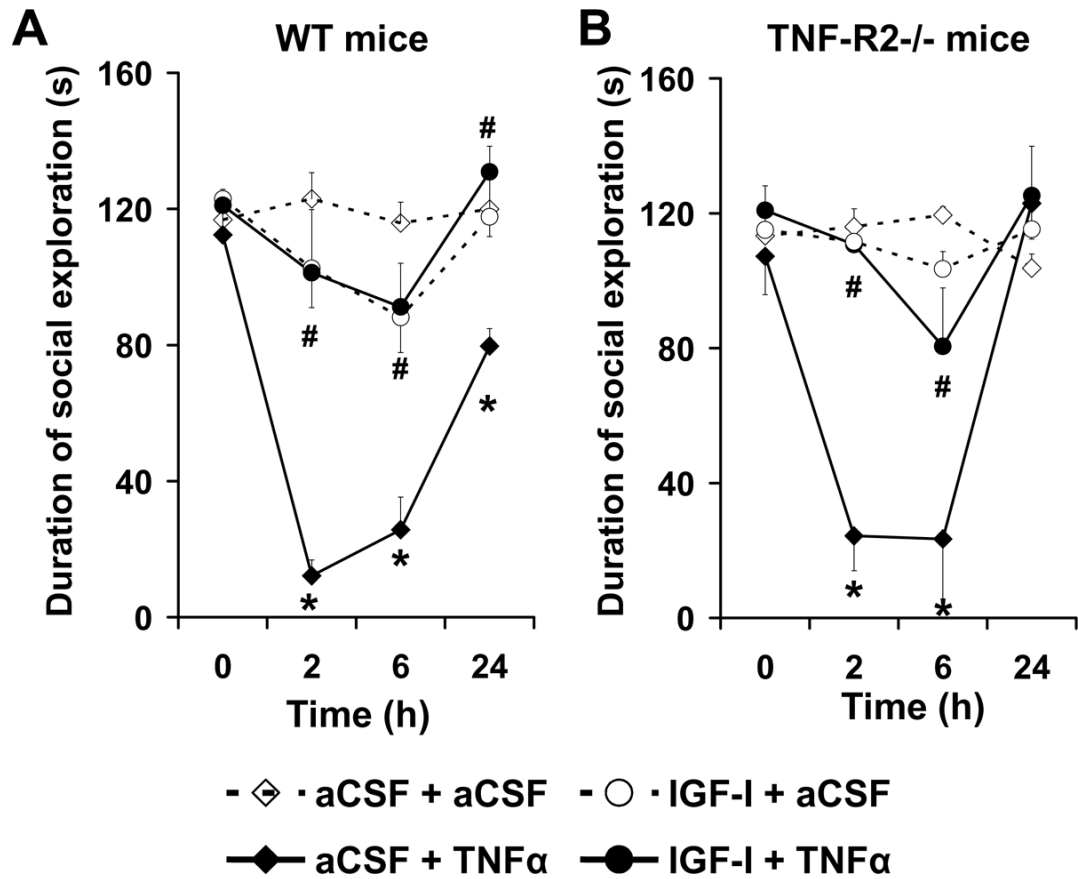 A
WT mice
Duration of social exploration (s)
160
120
80
40
0
#
#
#
*
*
*
0 2 6 24
Time (h)
B
TNF-R2-/- mice
Duration of social exploration (s)
160
120
80
40
0
#
#
*
*
0 2 6 24
Time (h)
aCSF + aCSF
IGF-I + aCSF
aCSF + TNFα
IGF-I + TNFα